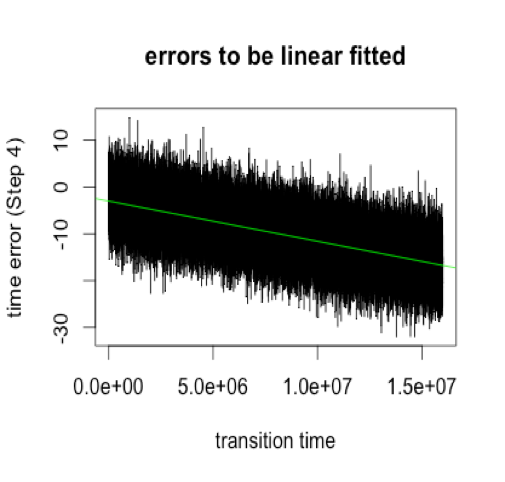 errors to be linear fitted
time error (Step 4)
10
0
-10
-30
0.0e+00 5.0e+06 1.0e+07 1.5e+07
transition time